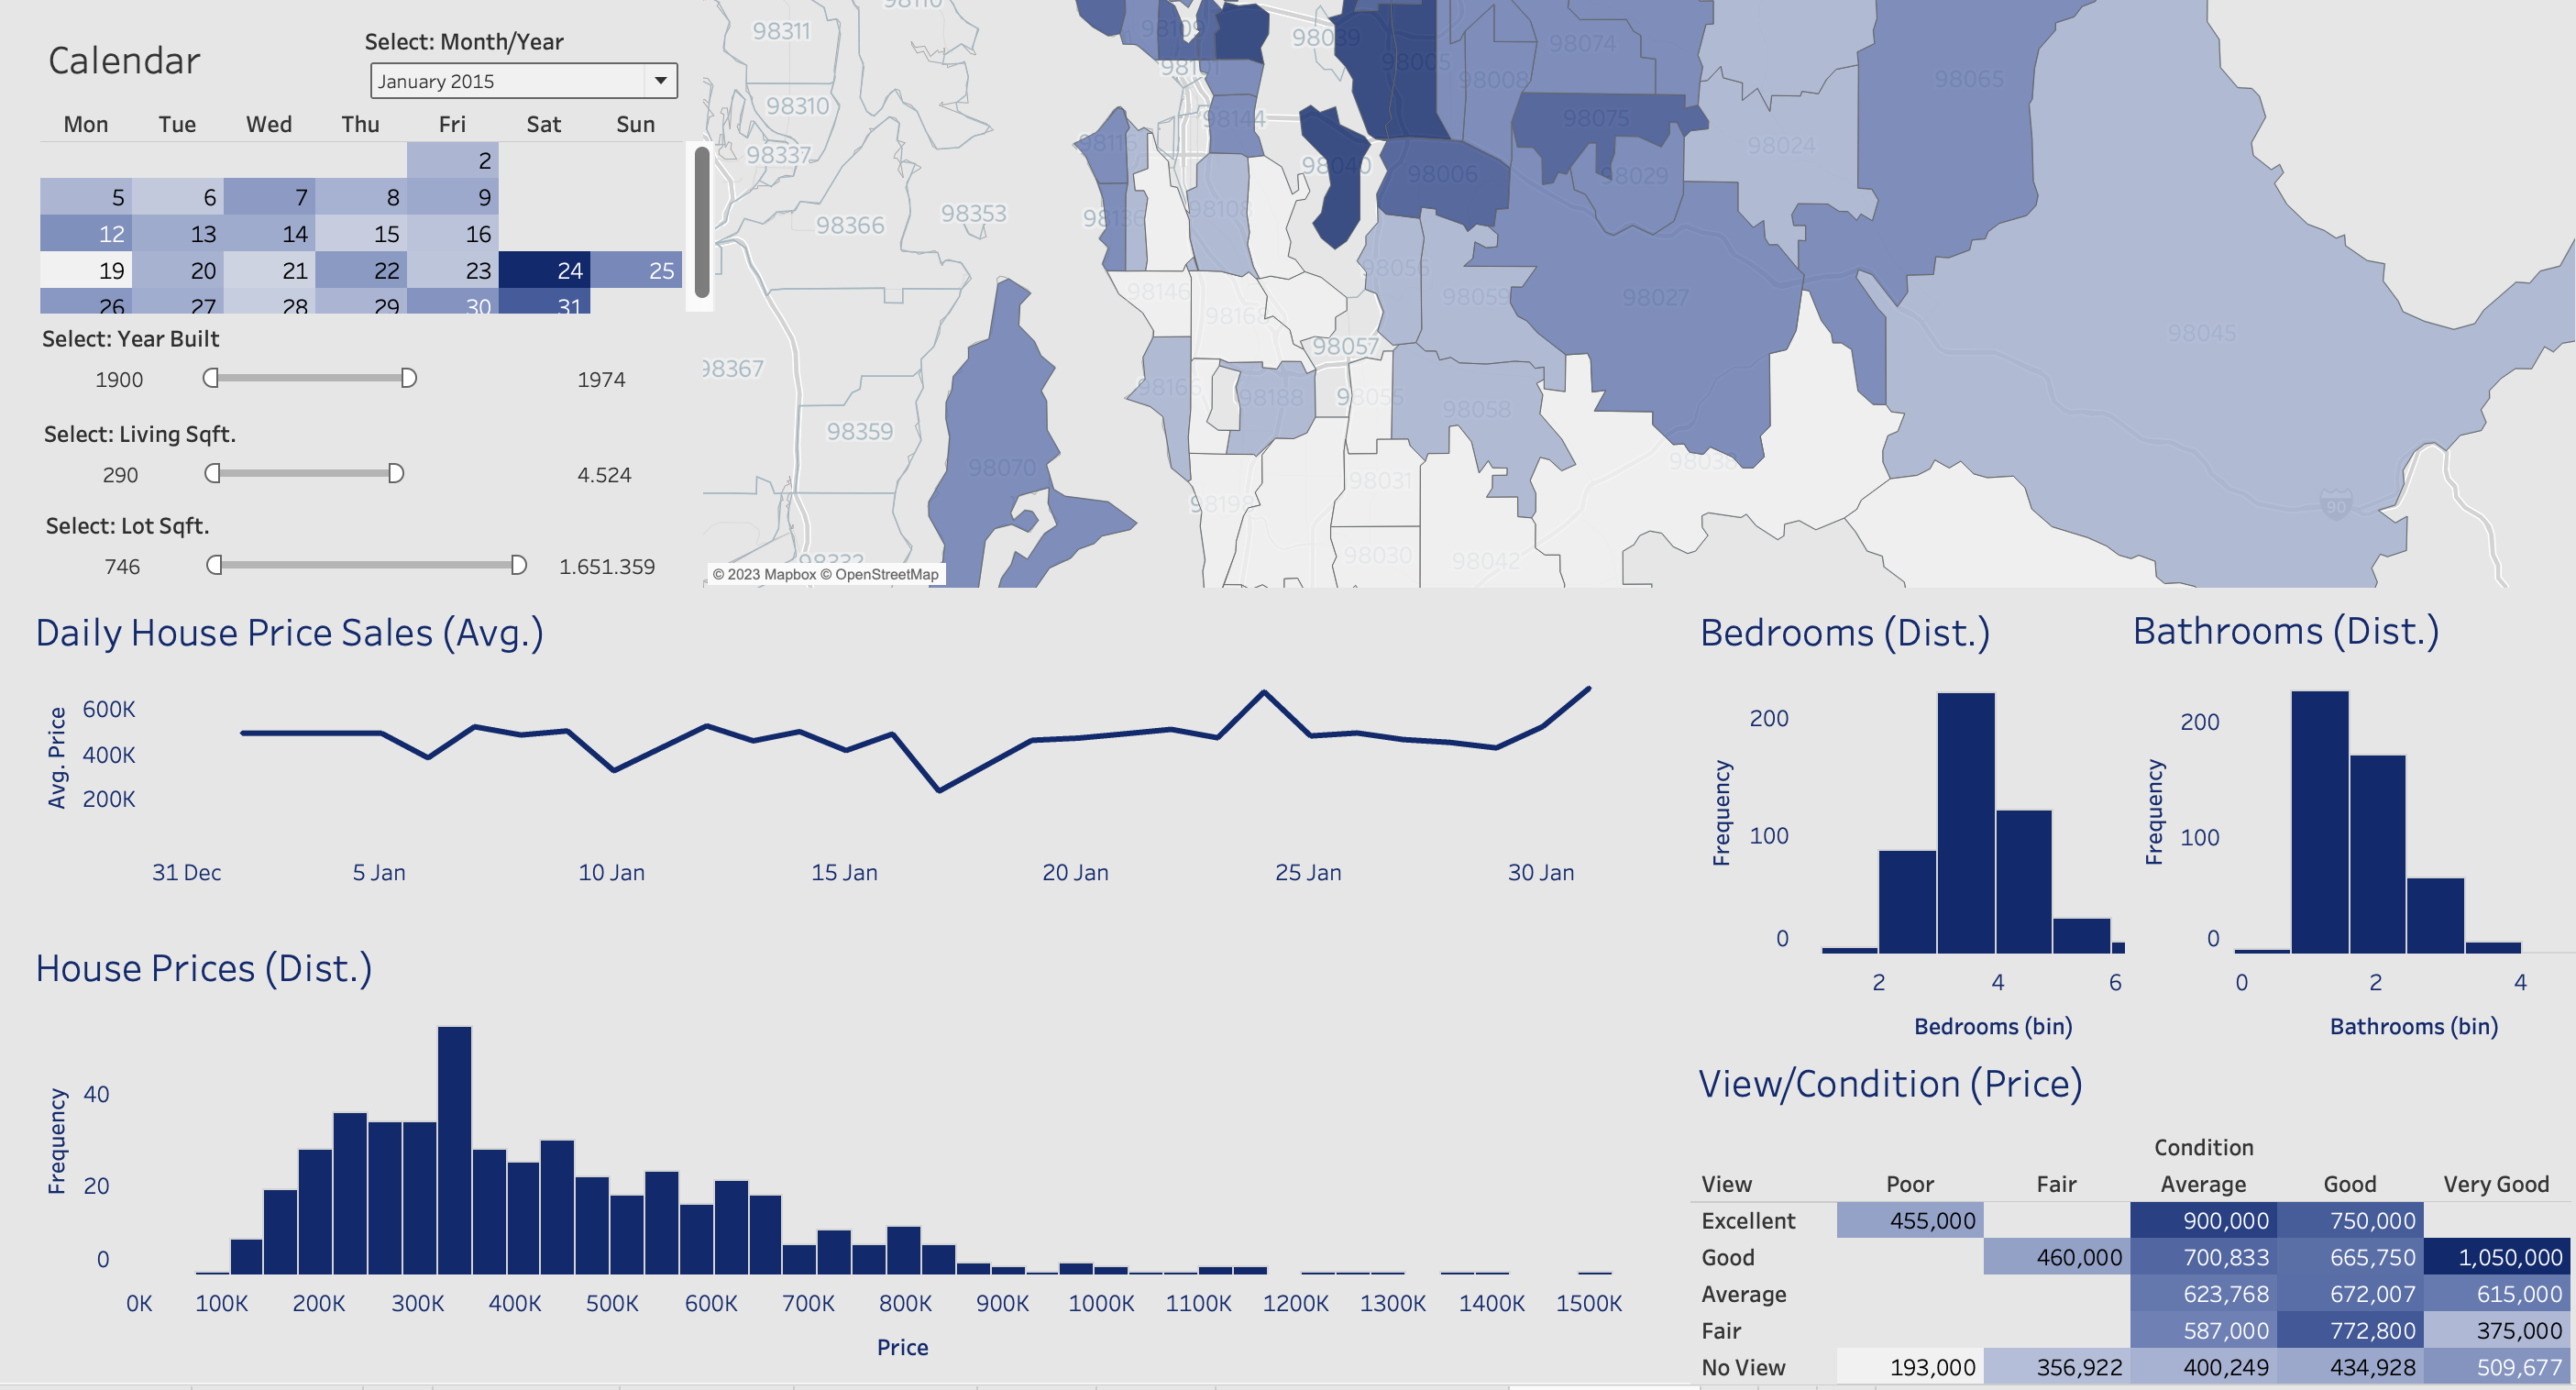 Calendar
Select: Month/Year
January 2015
Mon Tue Wed Thu Fri Sat Sun
2
5 6 7 8 9
12 13 14 15 16
19 20 21 22 23 24 25
26 27 28 29 30 31
Select: Year Built
1900 1974
Select: Living Sqft.
290 4.524
Select: Lot Sqft.
746 1.651.359
98110
98311
98109
98039
98005
98074
98008
98065
98101
98310
98144
98075
98116
98024
98337
98040
98006
98029
98366
98353
98136
98108
98056
98146
98059
98027
98168
98045
98057
98367
98166
98188
98055
98058
98359
98070
98038
98031
98198
90
98030
98042
© 2023 Mapbox © OpenStreetMap
Daily House Price Sales (Avg.)
Avg. Price
600K
400K
200K
31 Dec 5 Jan 10 Jan 15 Jan 20 Jan 25 Jan 30 Jan
Bedrooms (Dist.)
Frequency
200
100
0
2 4 6
Bedrooms (bin)
Bathrooms (Dist.)
Frequency
200
100
0
0 2 4
Bathrooms (bin)
House Prices (Dist.)
Frequency
40
20
0
0K 100K 200K 300K 400K 500K 600K 700K 800K 900K 1000K 1100K 1200K 1300K 1400K 1500K
Price
View/Condition (Price)
Condition
View Poor Fair Average Good Very Good
Excellent 455,000 900,000 750,000
Good 460,000 700,833 665,750 1,050,000
Average 623,768 672,007 615,000
Fair 587,000 772,800 375,000
No View 193,000 356,922 400,249 434,928 509,677